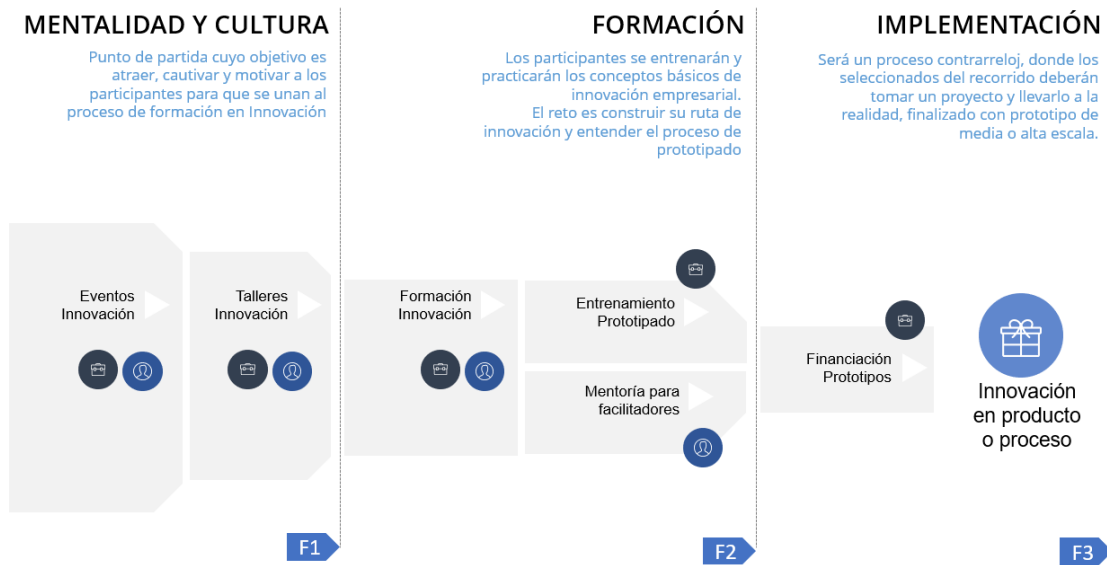 MENTALIDAD Y CULTURA
Punto de partida cuyo objetivo es
atraer, cautivar y motivar a los
participantes para que se unan al
proceso de formación en Innovación
FORMACIÓN
Los participantes se entrenarán y
practicarán los conceptos básicos de
innovación empresarial.
El reto es construir su ruta de
innovación y entender el proceso de
prototipado
IMPLEMENTACIÓN
Será un proceso contrarreloj, donde los
seleccionados del recorrido deberán
tomar un proyecto y llevarlo a la
realidad, finalizado con prototipo de
media o alta escala.
Eventos
Innovación
Talleres
Innovación
Formación
Innovación
Entrenamiento
Prototipado
Mentoría para
facilitadores
Financiación
Prototipos
Innovación
en producto
o proceso
F1
F2
F3